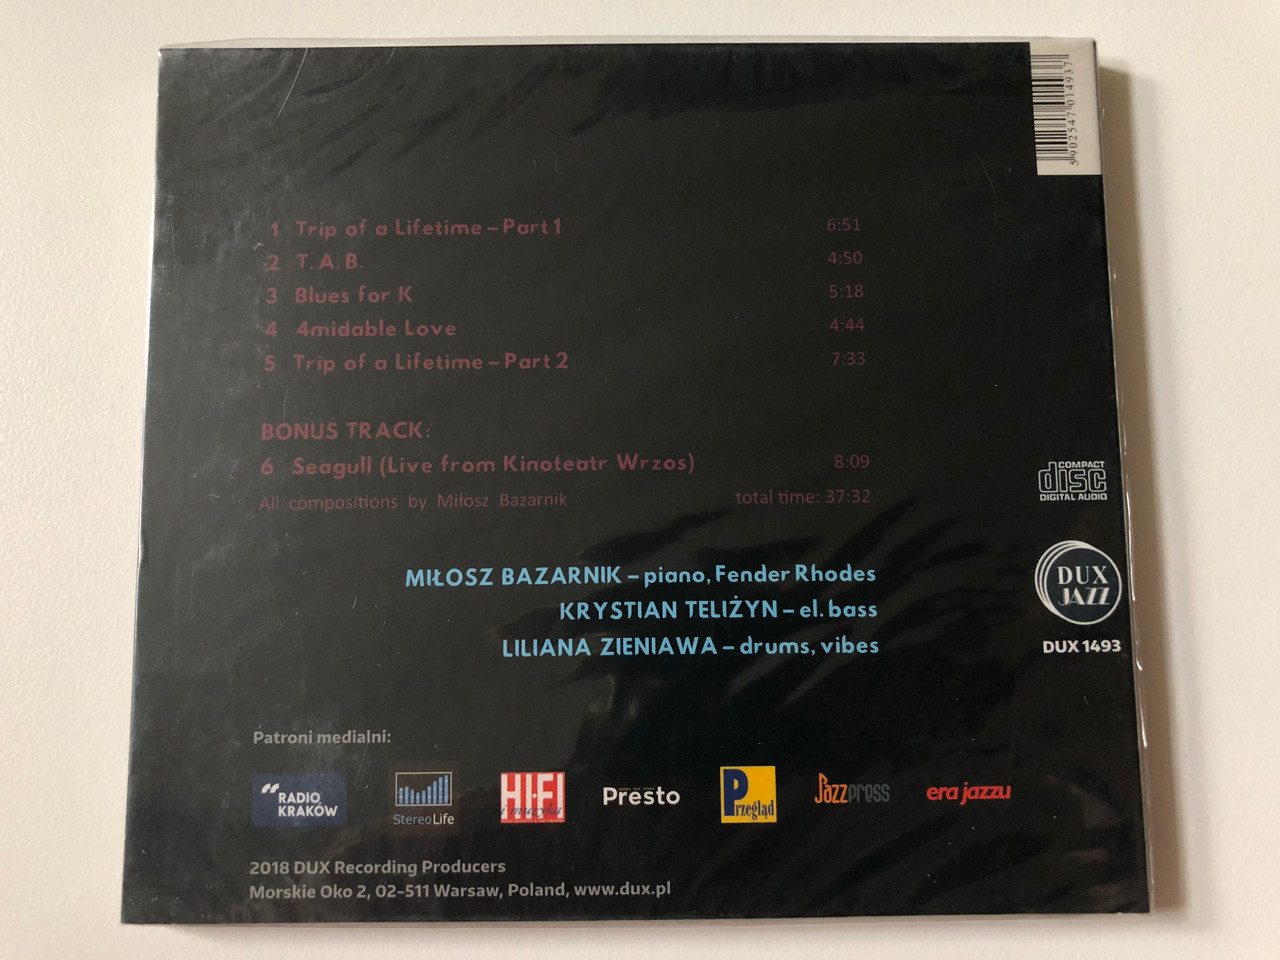 5902547014937
1 Trip of a Lifetime – Part 1 6:51
2 T. A. B. 4:50
3 Blues for K 5:18
4 4midable Love 4:44
5 Trip of a Lifetime – Part 2 7:33
BONUS TRACK:
6 Seagull (Live from Kinoteatr Wrzos) 8:09
All compositions by Miłosz Bazarnik total time: 37:32
COMPACT
disc
DIGITAL AUDIO
MIŁOSZ BAZARNIK – piano, Fender Rhodes
KRYSTIAN TELIŻYN – el. bass
LILIANA ZIENIAWA – drums, vibes
DUX
JAZZ
DUX 1493
Patroni medialni:
RADIO
KRAKÓW
StereoLife
HI-FI
i muzyka
Presto
Przegląd
JazzPRESS
era jazzu
2018 DUX Recording Producers
Morskie Oko 2, 02-511 Warsaw, Poland, www.dux.pl